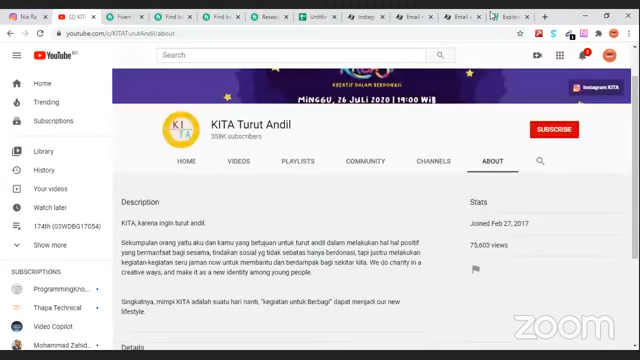 Nia Ra
(2) KIT
Fiverr /
Find b
Find b
Resea
Untitl
Instag
Email
Email
Explor
youtube.com/c/KITATurutAndil/about
YouTube
Search
2
Home
Trending
Subscriptions
Library
History
Your videos
Watch later
174th (03WDBG17054)
Show more
SUBSCRIPTIONS
ProgrammingKno...
Thapa Technical
Video Copilot
Mohammad Zahid...
KREATIF DALAM BERDONASI
MINGGU, 26 JULI 2020 | 19:00 WIB
Instagram KITA
KI
TA
KITA Turut Andil
358K subscribers
SUBSCRIBE
HOME
VIDEOS
PLAYLISTS
COMMUNITY
CHANNELS
ABOUT
Description
KITA, karena ingin turut andil.
Sekumpulan orang yaitu aku dan kamu yang betujuan untuk turut andil dalam melakukan hal hal positif
yang bermanfaat bagi sesama, tindakan sosial yg tidak sebatas hanya berdonasi, tapi justru melakukan
kegiatan-kegiatan seru jaman now untuk membantu dan berdampak bagi sekitar kita. We do charity in a
creative ways, and make it as a new identity among young people.
Singkatnya, mimpi KITA adalah suatu hari nanti, "kegiatan untuk Berbagi" dapat menjadi our new
lifestyle.
Details
Stats
Joined Feb 27, 2017
75,603 views
zoom